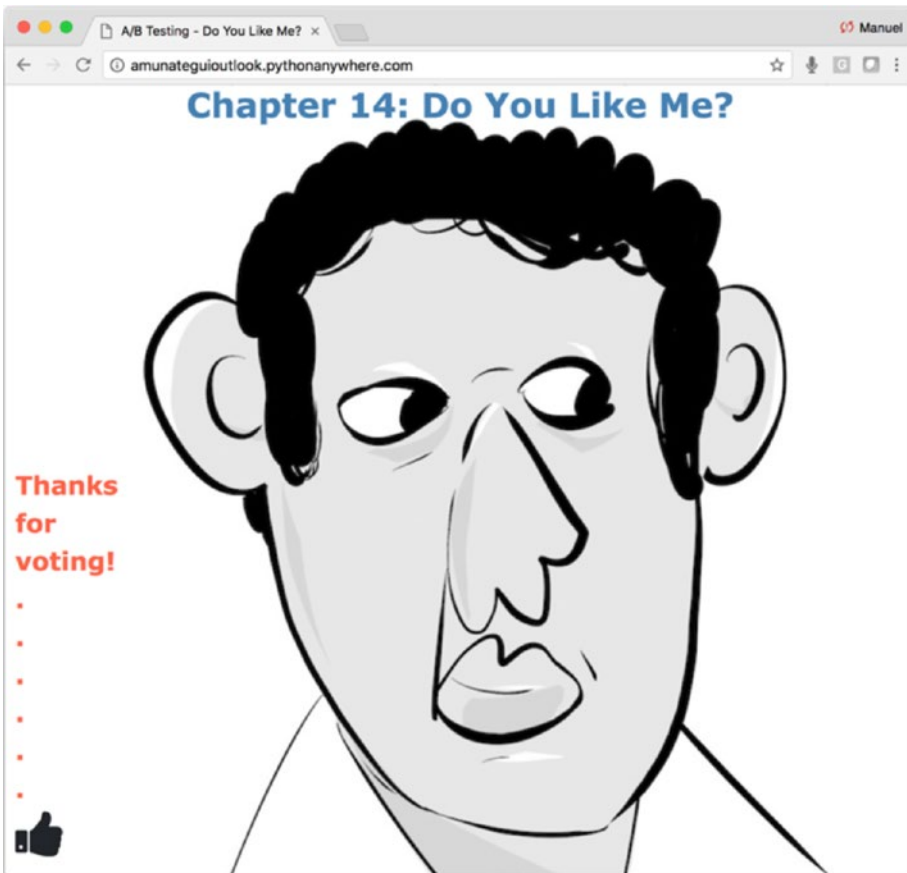 A/B Testing - Do You Like Me?
Manuel
amunateguioutlook.pythonanywhere.com
Chapter 14: Do You Like Me?
Thanks
for
voting!
.
.
.
.
.
.